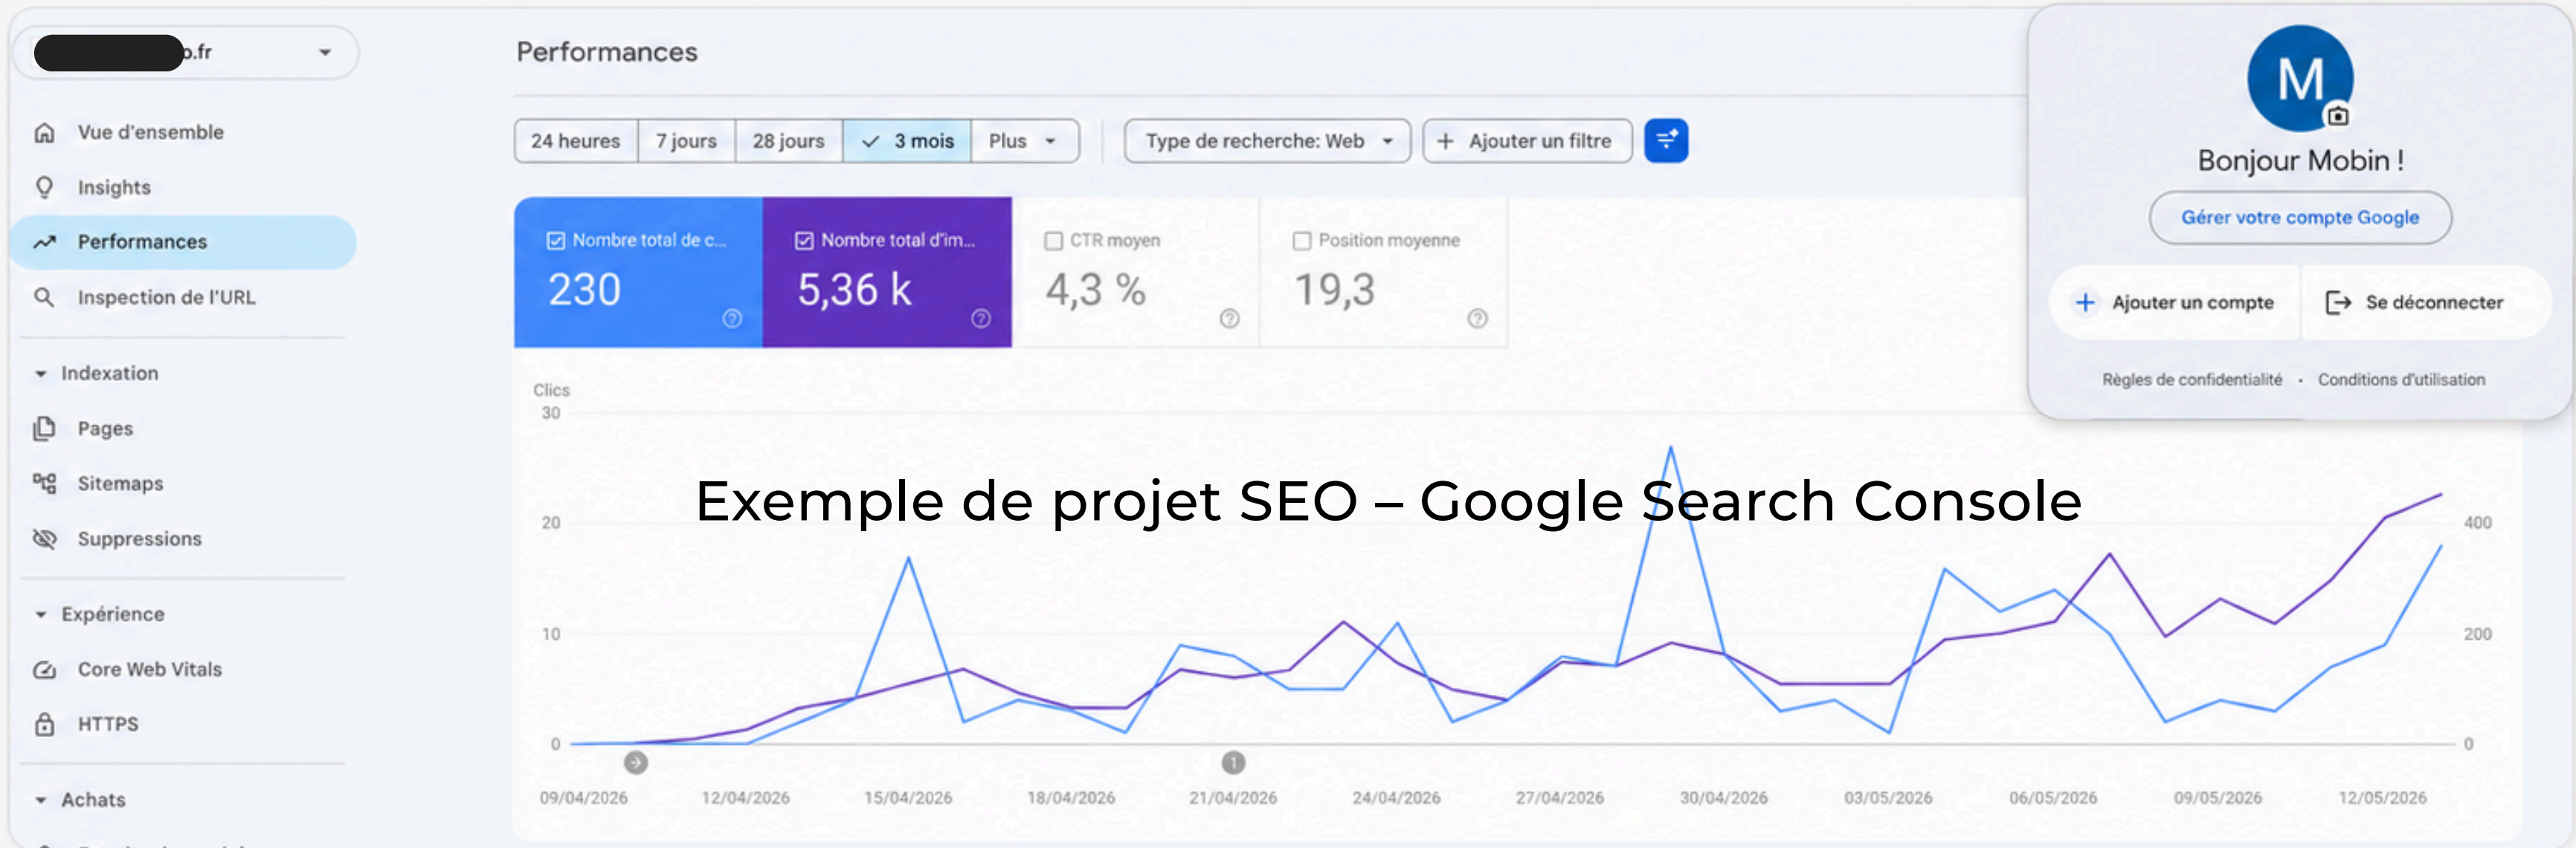 o.fr
Vue d'ensemble
Insights
Performances
Inspection de l'URL
Indexation
Pages
Sitemaps
Suppressions
Expérience
Core Web Vitals
HTTPS
Achats
Performances
24 heures
7 jours
28 jours
3 mois
Plus
Type de recherche: Web
+ Ajouter un filtre
Nombre total de c...
230
Nombre total d'im...
5,36 k
CTR moyen
4,3 %
Position moyenne
19,3
Clics
30
20
10
0
400
200
0
Exemple de projet SEO – Google Search Console
1
09/04/2026
12/04/2026
15/04/2026
18/04/2026
21/04/2026
24/04/2026
27/04/2026
30/04/2026
03/05/2026
06/05/2026
09/05/2026
12/05/2026
M
Bonjour Mobin !
Gérer votre compte Google
+ Ajouter un compte
Se déconnecter
Règles de confidentialité · Conditions d'utilisation